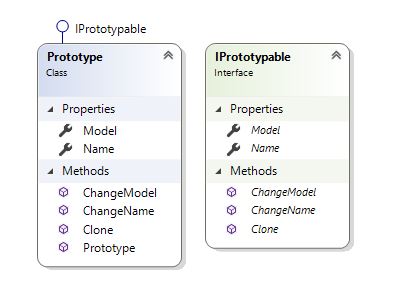 IPrototypable
Prototype
Class
Properties
Model
Name
Methods
ChangeModel
ChangeName
Clone
Prototype
IPrototypable
Interface
Properties
Model
Name
Methods
ChangeModel
ChangeName
Clone